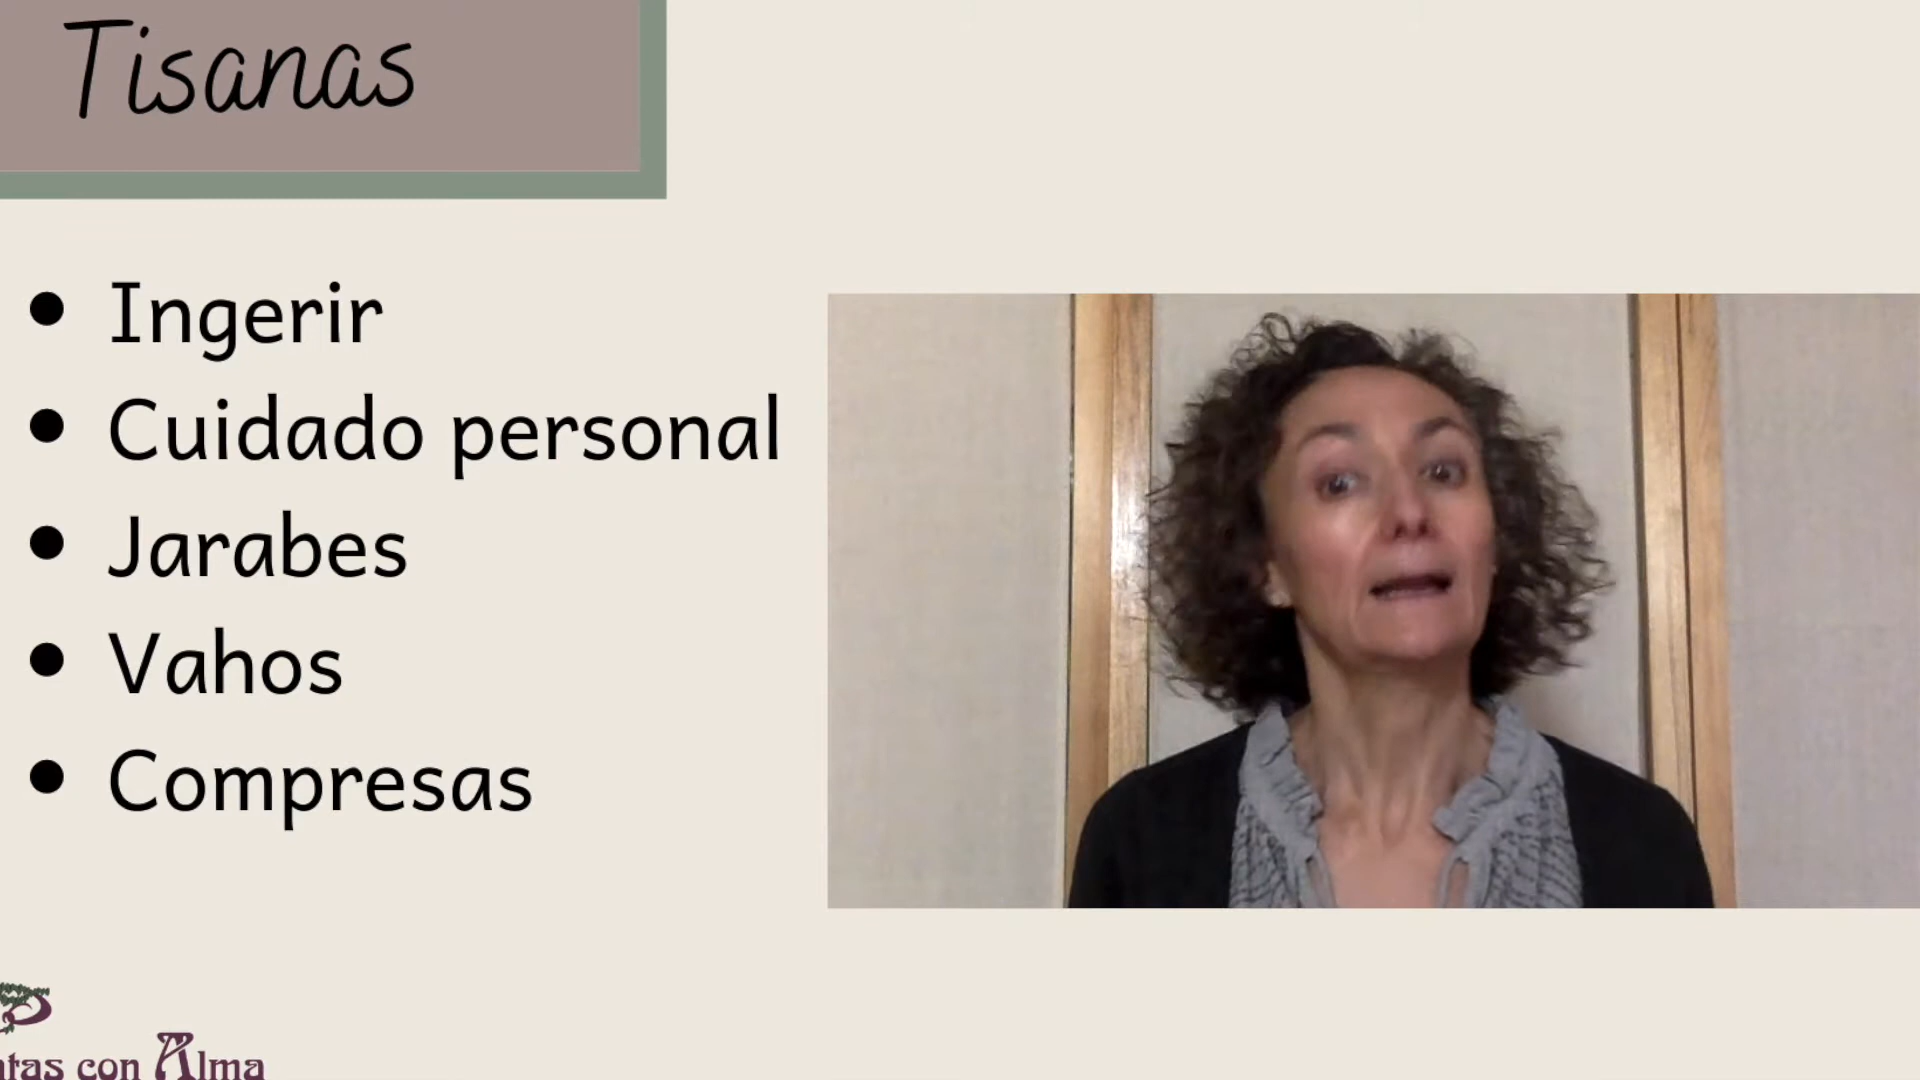 Tisanas
• Ingerir
• Cuidado personal
• Jarabes
• Vahos
• Compresas
con Alma